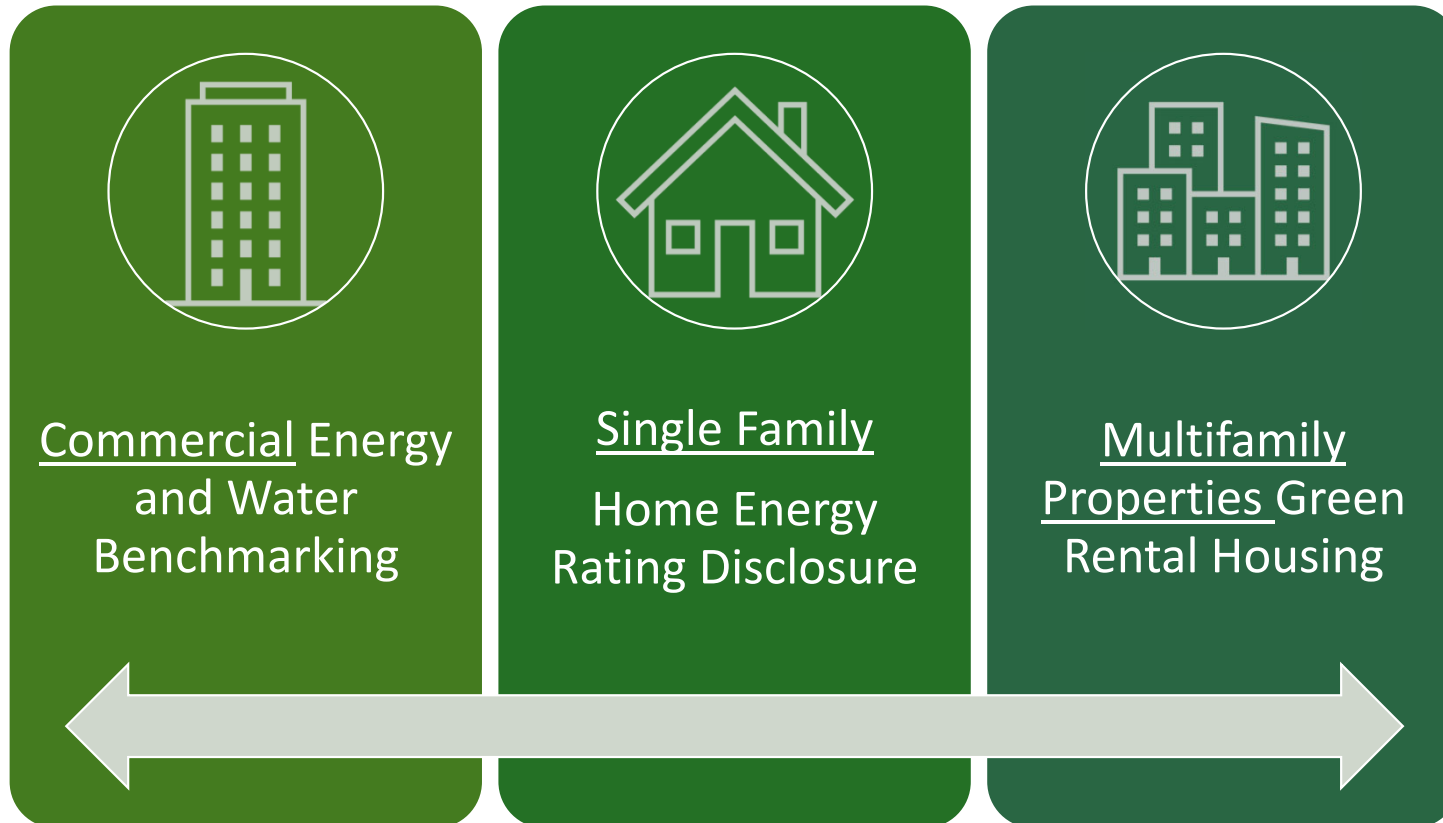 Commercial Energy
and Water
Benchmarking
Single Family
Home Energy
Rating Disclosure
Multifamily
Properties Green
Rental Housing